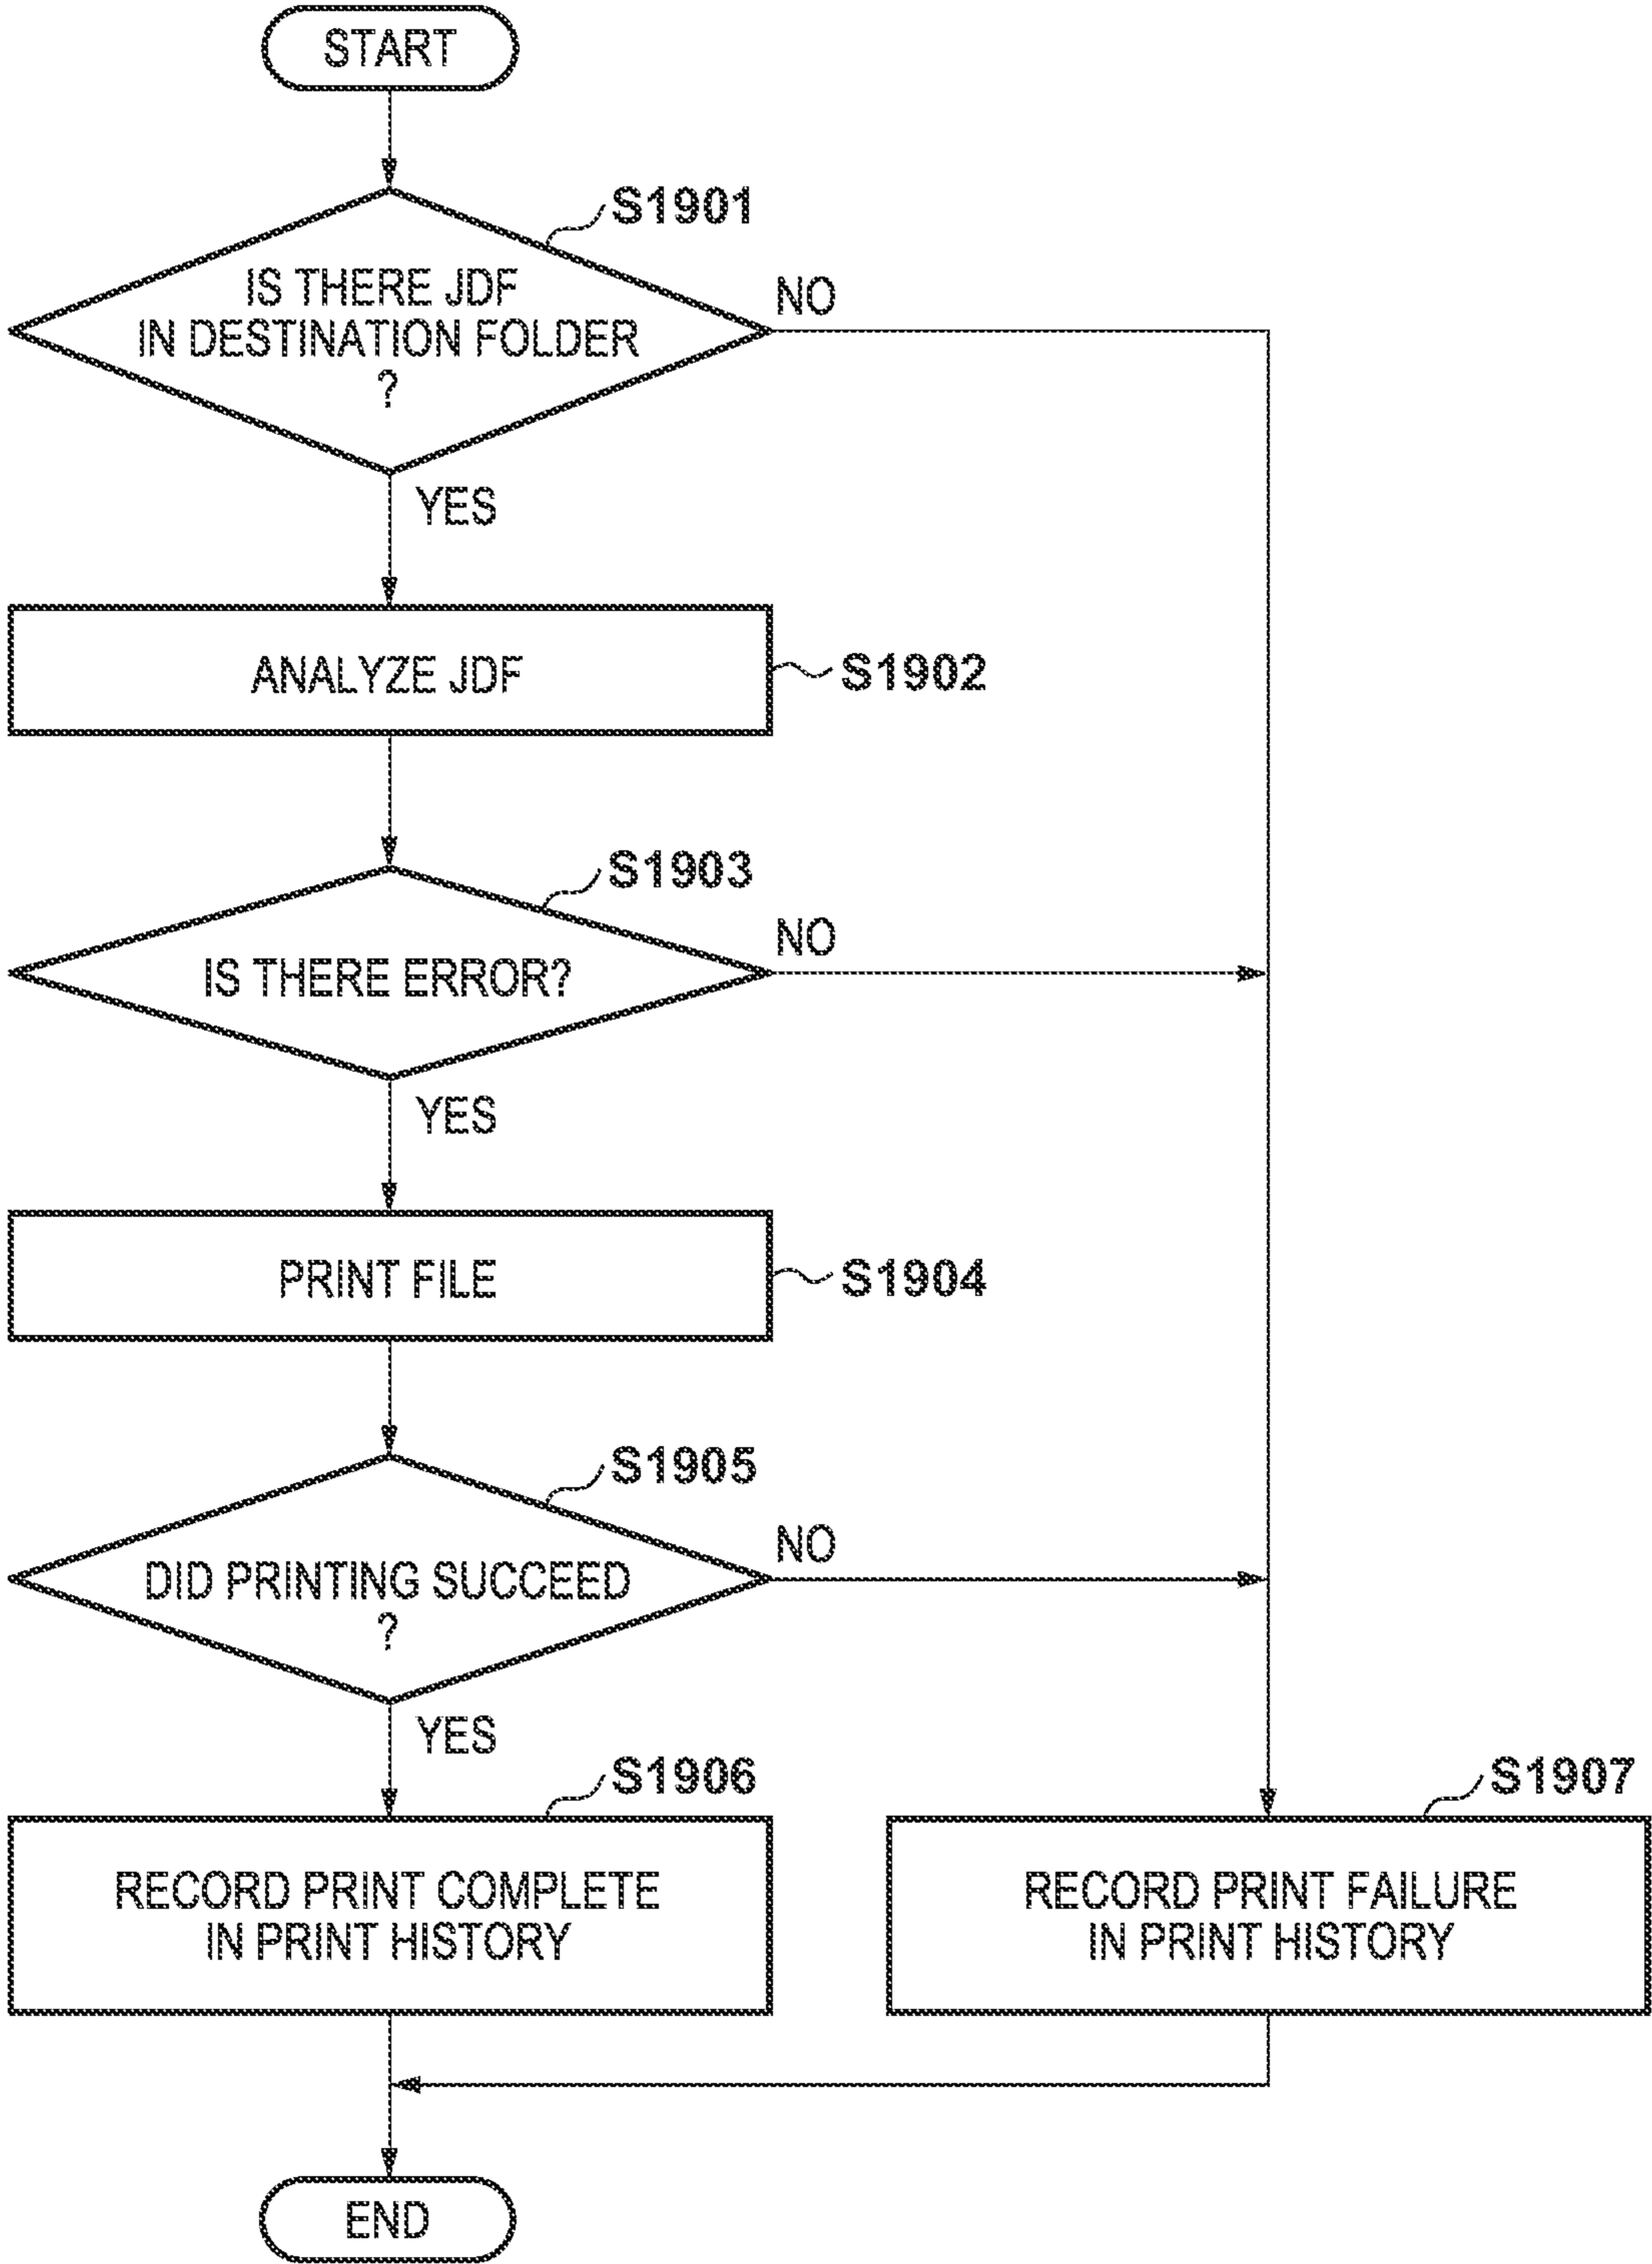 START
S1901
IS THERE JDF
IN DESTINATION FOLDER
?
NO
YES
ANALYZE JDF
S1902
S1903
IS THERE ERROR?
NO
YES
PRINT FILE
S1904
S1905
DID PRINTING SUCCEED
?
NO
YES
S1906
RECORD PRINT COMPLETE
IN PRINT HISTORY
S1907
RECORD PRINT FAILURE
IN PRINT HISTORY
END